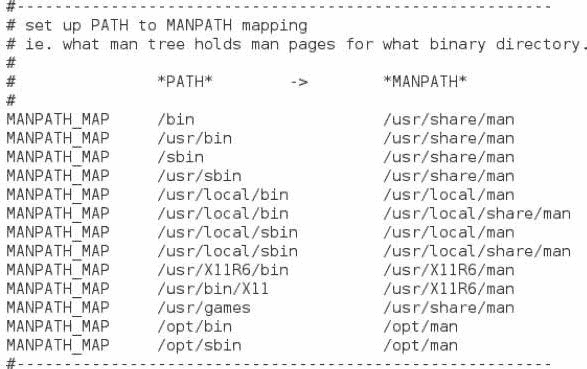 #---------------------------------------------------------
# set up PATH to MANPATH mapping
# ie. what man tree holds man pages for what binary directory.
#
#		*PATH*        ->	*MANPATH*
#
MANPATH_MAP	/bin			/usr/share/man
MANPATH_MAP	/usr/bin		/usr/share/man
MANPATH_MAP	/sbin			/usr/share/man
MANPATH_MAP	/usr/sbin		/usr/share/man
MANPATH_MAP	/usr/local/bin		/usr/local/man
MANPATH_MAP	/usr/local/bin		/usr/local/share/man
MANPATH_MAP	/usr/local/sbin		/usr/local/man
MANPATH_MAP	/usr/local/sbin		/usr/local/share/man
MANPATH_MAP	/usr/X11R6/bin		/usr/X11R6/man
MANPATH_MAP	/usr/bin/X11		/usr/X11R6/man
MANPATH_MAP	/usr/games		/usr/share/man
MANPATH_MAP	/opt/bin		/opt/man
MANPATH_MAP	/opt/sbin		/opt/man
#---------------------------------------------------------